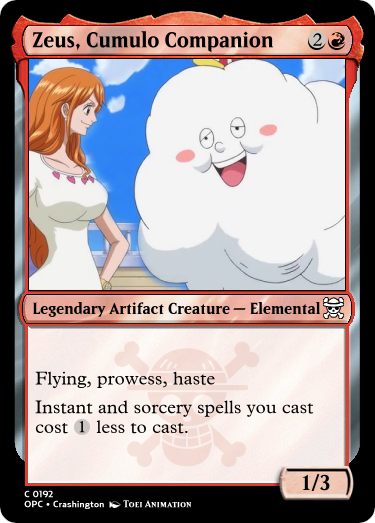 Zeus, Cumulo Companion 2
Legendary Artifact Creature — Elemental
Flying, prowess, haste
Instant and sorcery spells you cast
cost 1 less to cast.
1/3
C 0192
OPC • Crashington TOEI ANIMATION